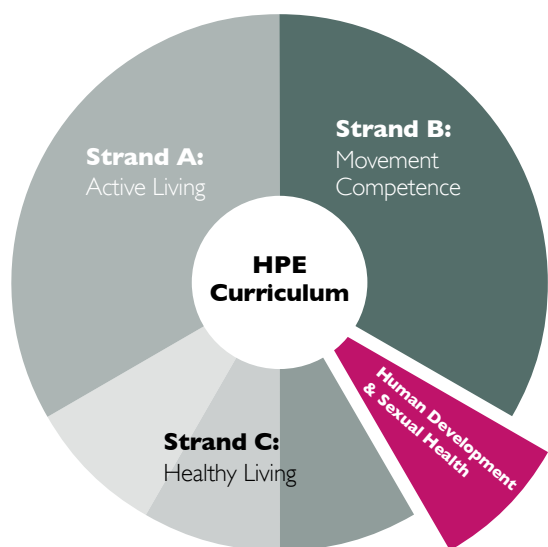 Strand A:
Active Living
Strand B:
Movement
Competence
HPE
Curriculum
Human Development
& Sexual Health
Strand C:
Healthy Living